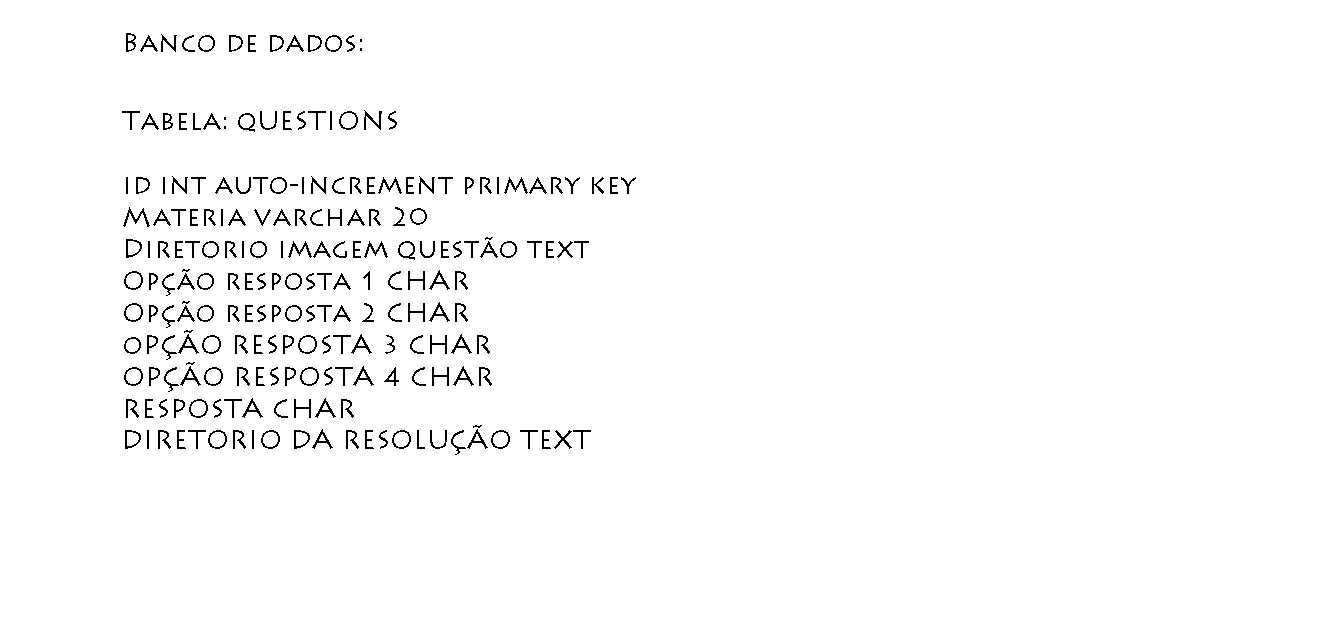 Banco de dados:
Tabela: QUESTIONS
ID INT AUTO-INCREMENT PRIMARY KEY
Materia varchar 20
Diretorio imagem questão text
Opção resposta 1 CHAR
Opção resposta 2 CHAR
oPÇÃO RESPOSTA 3 CHAR
OPÇÃO RESPOSTA 4 CHAR
RESPOSTA CHAR
DIRETORIO DA RESOLUÇÃO TEXT